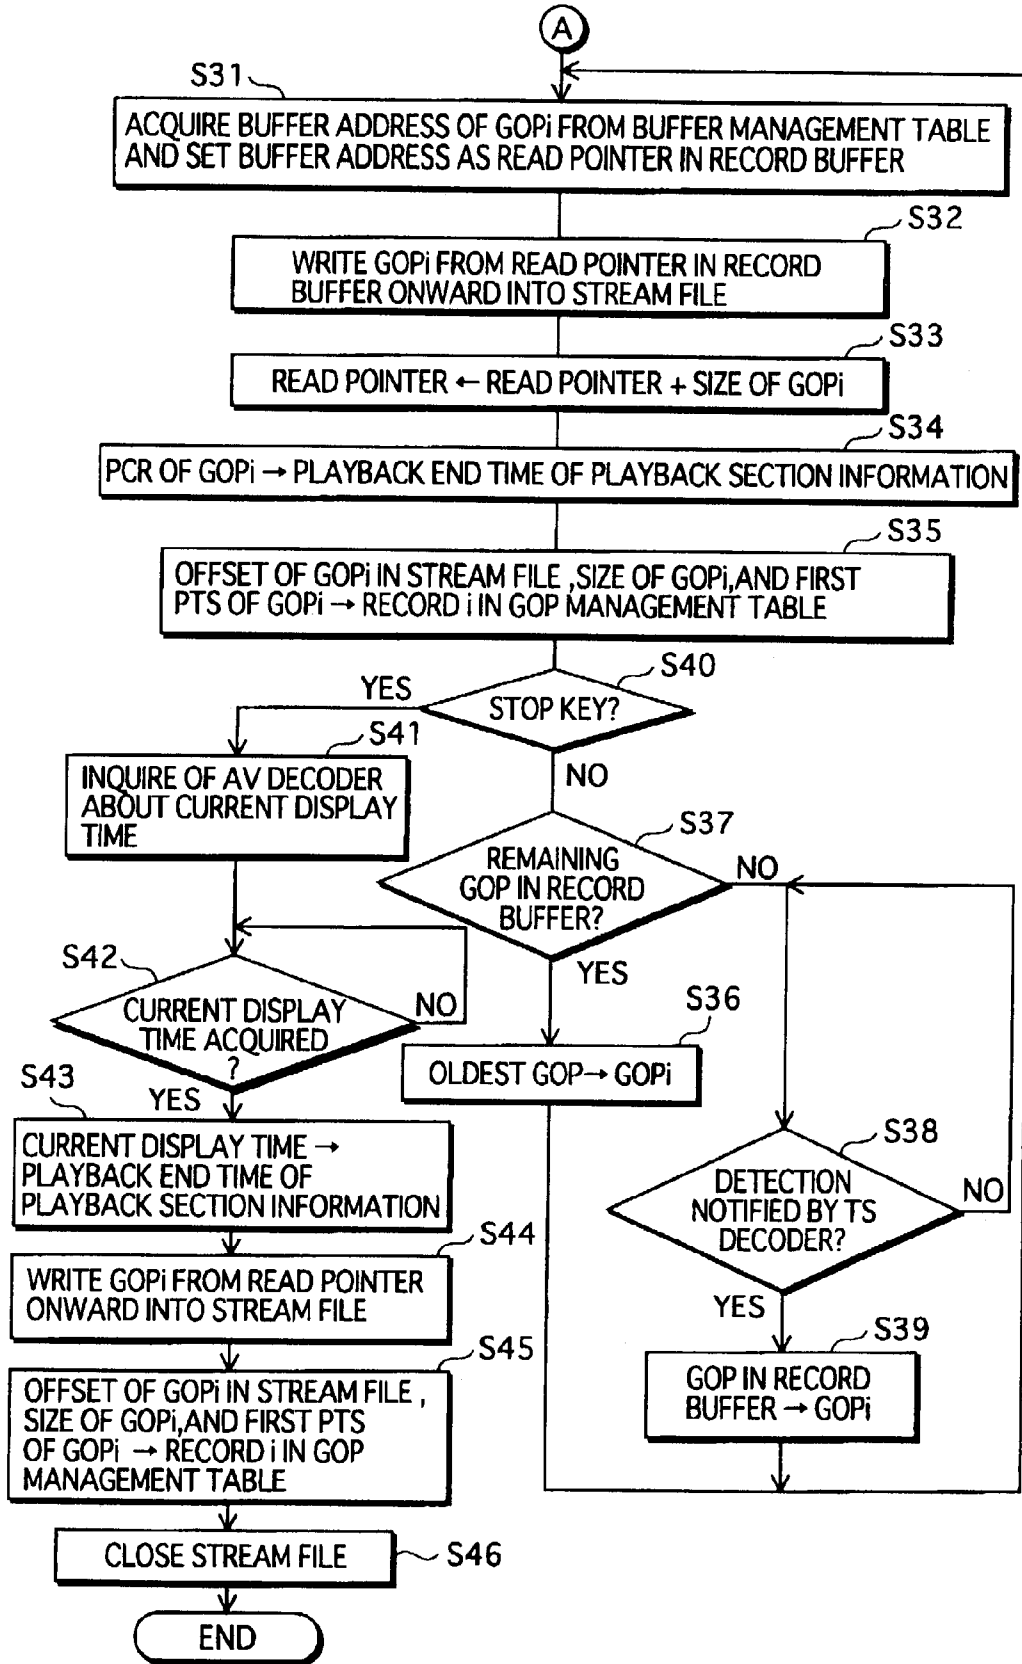 A
S31
ACQUIRE BUFFER ADDRESS OF GOPi FROM BUFFER MANAGEMENT TABLE
AND SET BUFFER ADDRESS AS READ POINTER IN RECORD BUFFER
S32
WRITE GOPi FROM READ POINTER IN RECORD
BUFFER ONWARD INTO STREAM FILE
S33
READ POINTER ← READ POINTER + SIZE OF GOPi
S34
PCR OF GOPi → PLAYBACK END TIME OF PLAYBACK SECTION INFORMATION
S35
OFFSET OF GOPi IN STREAM FILE ,SIZE OF GOPi,AND FIRST
PTS OF GOPi → RECORD i IN GOP MANAGEMENT TABLE
S40
STOP KEY?
YES
NO
S41
INQUIRE OF AV DECODER
ABOUT CURRENT DISPLAY
TIME
S37
REMAINING
GOP IN RECORD
BUFFER?
NO
YES
S42
CURRENT DISPLAY
TIME ACQUIRED
?
NO
YES
S36
OLDEST GOP→ GOPi
S43
CURRENT DISPLAY TIME →
PLAYBACK END TIME OF
PLAYBACK SECTION INFORMATION
S38
DETECTION
NOTIFIED BY TS
DECODER?
NO
YES
S44
WRITE GOPi FROM READ POINTER
ONWARD INTO STREAM FILE
S39
GOP IN RECORD
BUFFER → GOPi
S45
OFFSET OF GOPi IN STREAM FILE ,
SIZE OF GOPi,AND FIRST PTS
OF GOPi → RECORD i IN GOP
MANAGEMENT TABLE
CLOSE STREAM FILE
S46
END